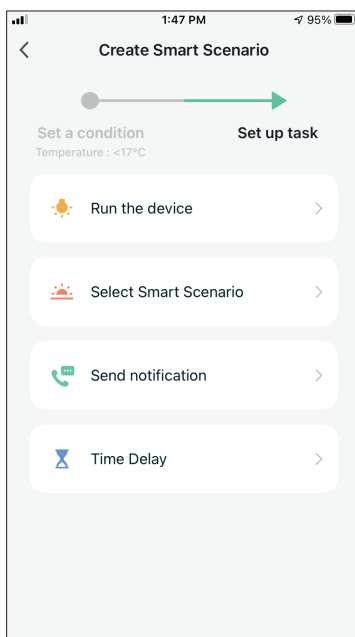 1:47 PM 95%
Create Smart Scenario
Set a condition Set up task
Temperature : <17°C
Run the device
Select Smart Scenario
Send notification
Time Delay